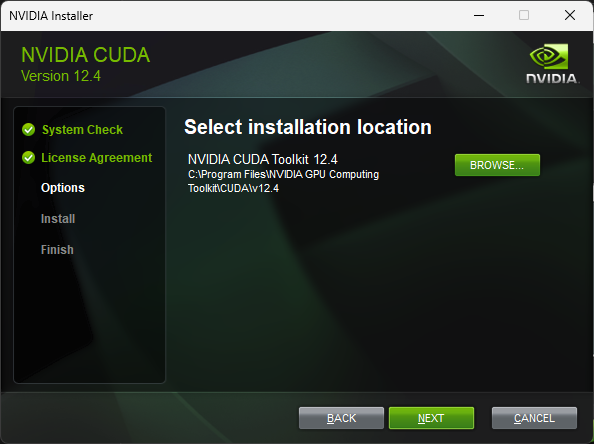 NVIDIA Installer
NVIDIA CUDA
Version 12.4
NVIDIA.
System Check
License Agreement
Options
Install
Finish
Select installation location
NVIDIA CUDA Toolkit 12.4
C:\Program Files\NVIDIA GPU Computing
Toolkit\CUDA\v12.4
BROWSE...
BACK
NEXT
CANCEL